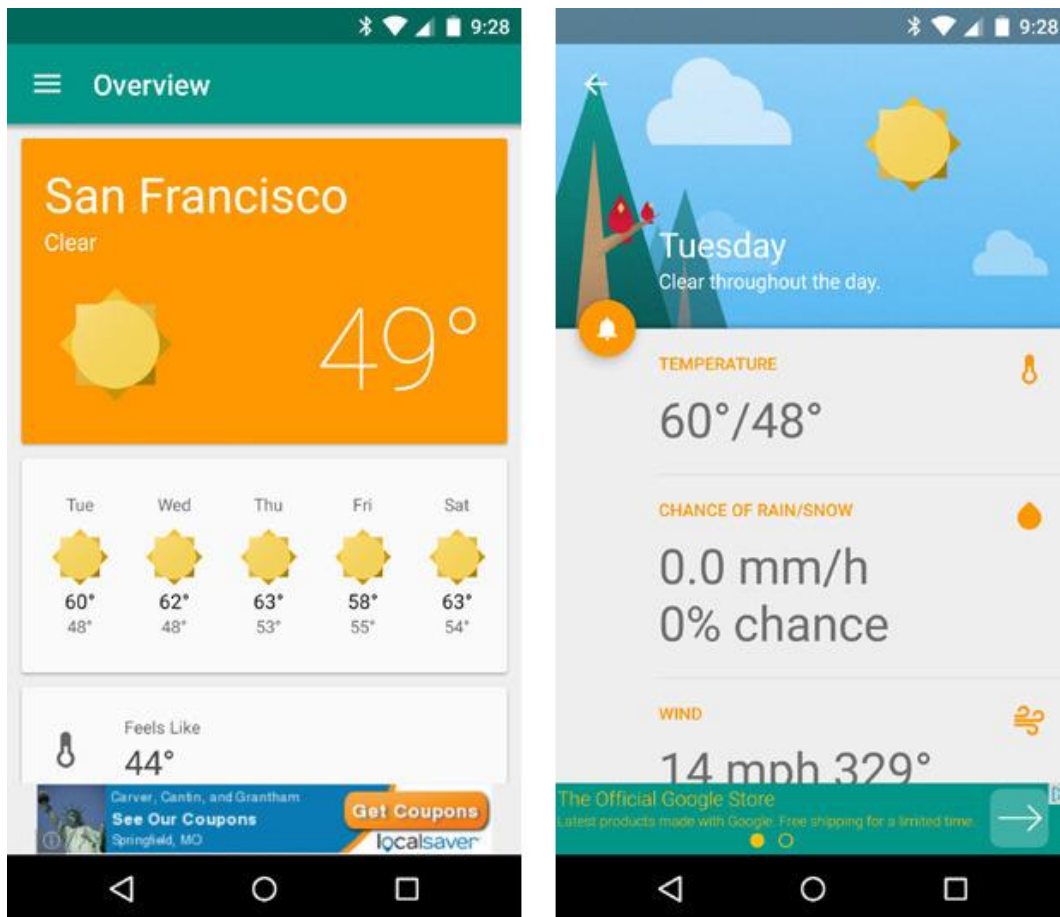 9:28
Overview
San Francisco
Clear
49°
Tue Wed Thu Fri Sat
60° 62° 63° 58° 63°
48° 48° 53° 55° 54°
Feels Like
44°
Carver, Cantin, and Grantham
See Our Coupons
Springfield, MO
Get Coupons
localsaver
9:28
Tuesday
Clear throughout the day.
TEMPERATURE
60°/48°
CHANCE OF RAIN/SNOW
0.0 mm/h
0% chance
WIND
14 mph 329°
The Official Google Store
Latest products made with Google. Free shipping for a limited time.